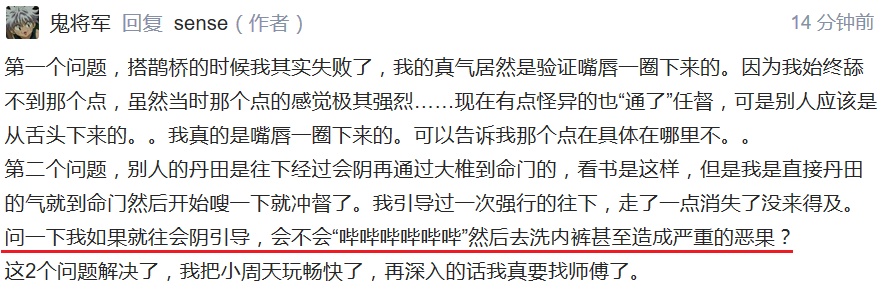 鬼将军 回复 sense（作者） 14 分钟前
第一个问题，搭鹊桥的时候我其实失败了，我的真气居然是验证嘴唇一圈下来的。因为我始终舔
不到那个点，虽然当时那个点的感觉极其强烈……现在有点怪异的也“通了”任督，可是别人应该是
从舌头下来的。。我真的是嘴唇一圈下来的。可以告诉我那个点在具体在哪里不。。
第二个问题，别人的丹田是往下经过会阴再通过大椎到命门的，看书是这样，但是我是直接丹田
的气就到命门然后开始嗖一下就冲督了。我引导过一次强行的往下，走了一点消失了没来得及。
问一下我如果就往会阴引导，会不会“哔哔哔哔哔哔”然后去洗内裤甚至造成严重的恶果？
这2个问题解决了，我把小周天玩畅快了，再深入的话我真要找师傅了。